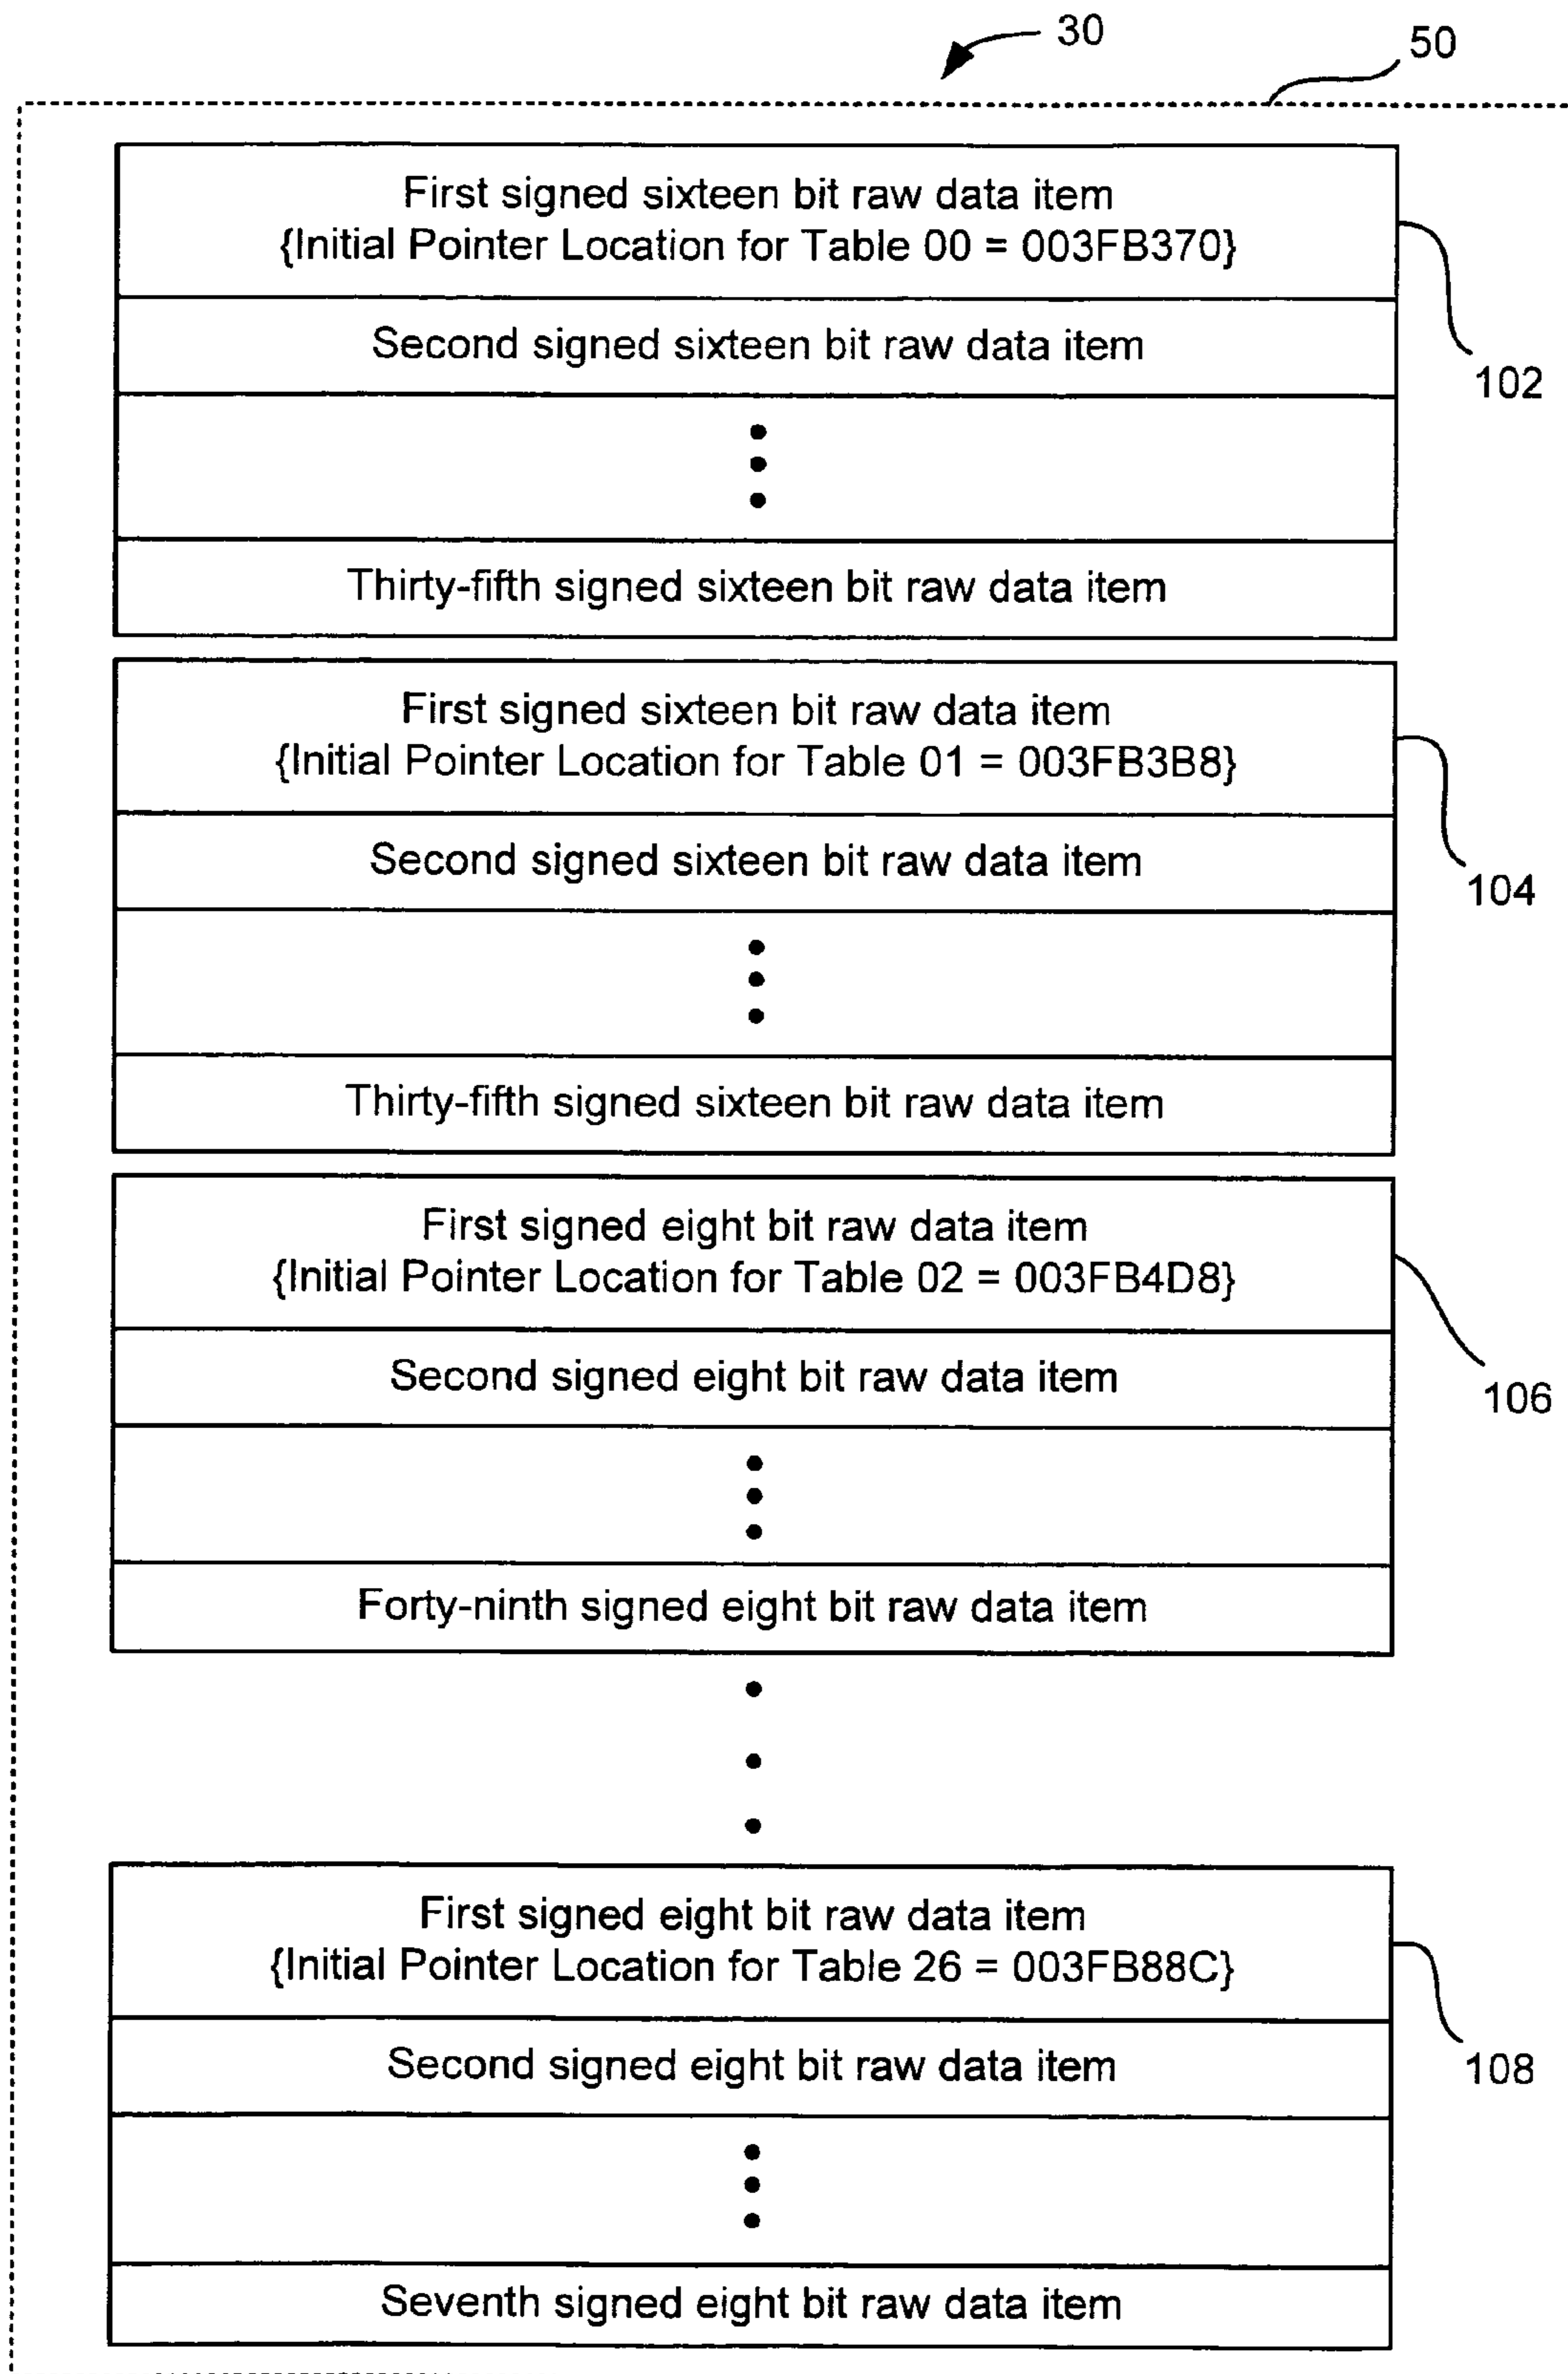 30
50
First signed sixteen bit raw data item
{Initial Pointer Location for Table 00 = 003FB370}
102
Second signed sixteen bit raw data item
Thirty-fifth signed sixteen bit raw data item
First signed sixteen bit raw data item
{Initial Pointer Location for Table 01 = 003FB3B8}
104
Second signed sixteen bit raw data item
Thirty-fifth signed sixteen bit raw data item
First signed eight bit raw data item
{Initial Pointer Location for Table 02 = 003FB4D8}
106
Second signed eight bit raw data item
Forty-ninth signed eight bit raw data item
First signed eight bit raw data item
{Initial Pointer Location for Table 26 = 003FB88C}
108
Second signed eight bit raw data item
Seventh signed eight bit raw data item